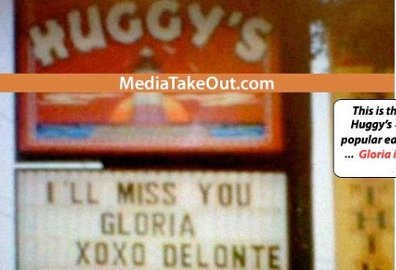 HUGGY'S
MediaTakeOut.com
This is th
Huggy's
popular ea
... Gloria i
I'LL MISS YOU
GLORIA
XOXO DELONTE